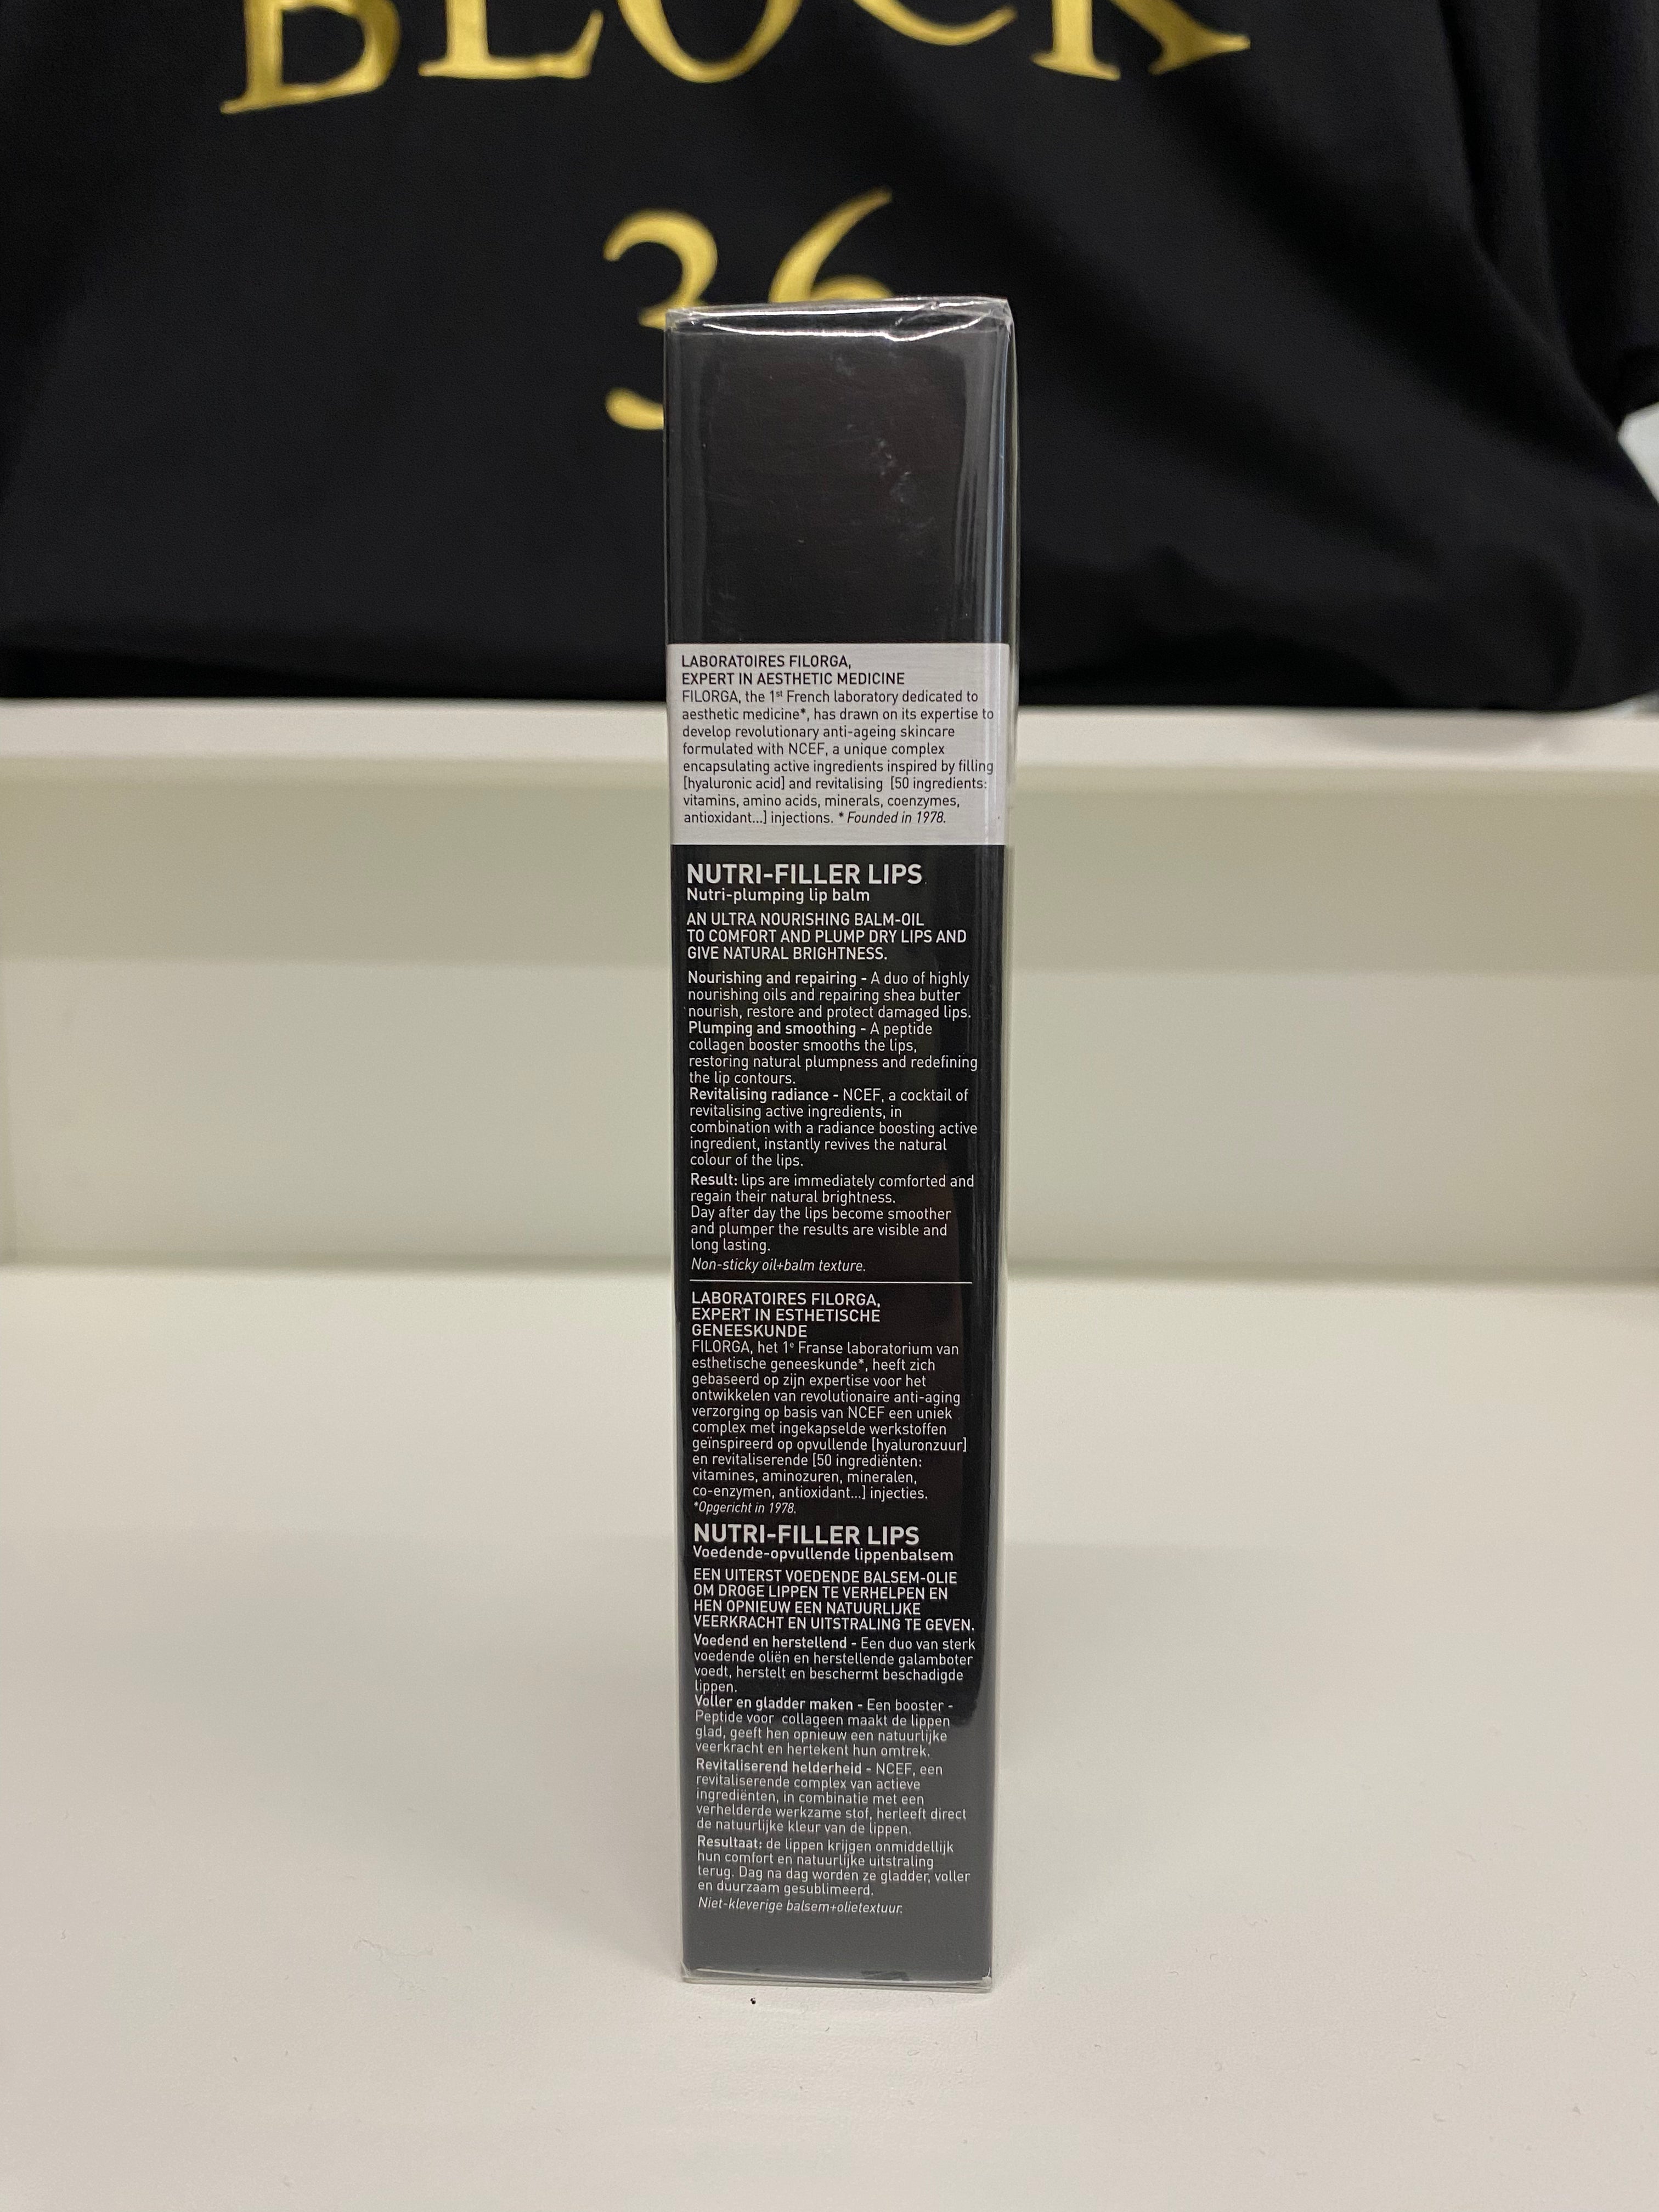 BLOCK
36
LABORATOIRES FILORGA,
EXPERT IN AESTHETIC MEDICINE
FILORGA, the 1st French laboratory dedicated to
aesthetic medicine*, has drawn on its expertise to
develop revolutionary anti-ageing skincare
formulated with NCEF, a unique complex
encapsulating active ingredients inspired by filling
[hyaluronic acid] and revitalising [50 ingredients:
vitamins, amino acids, minerals, coenzymes,
antioxidant...] injections. * Founded in 1978.
NUTRI-FILLER LIPS
Nutri-plumping lip balm
AN ULTRA NOURISHING BALM-OIL
TO COMFORT AND PLUMP DRY LIPS AND
GIVE NATURAL BRIGHTNESS.
Nourishing and repairing - A duo of highly
nourishing oils and repairing shea butter
nourish, restore and protect damaged lips.
Plumping and smoothing - A peptide
collagen booster smooths the lips,
restoring natural plumpness and redefining
the lip contours.
Revitalising radiance - NCEF, a cocktail of
revitalising active ingredients, in
combination with a radiance boosting active
ingredient, instantly revives the natural
colour of the lips.
Result: lips are immediately comforted and
regain their natural brightness.
Day after day the lips become smoother
and plumper the results are visible and
long lasting.
Non-sticky oil+balm texture.
LABORATOIRES FILORGA,
EXPERT IN ESTHETISCHE
GENEESKUNDE
FILORGA, het 1e Franse laboratorium van
esthetische geneeskunde*, heeft zich
gebaseerd op zijn expertise voor het
ontwikkelen van revolutionaire anti-aging
verzorging op basis van NCEF een uniek
complex met ingekapselde werkstoffen
geïnspireerd op opvullende [hyaluronzuur]
en revitaliserende [50 ingrediënten:
vitamines, aminozuren, mineralen,
co-enzymen, antioxidant...] injecties.
*Opgericht in 1978.
NUTRI-FILLER LIPS
Voedende-opvullende lippenbalsem
EEN UITERST VOEDENDE BALSEM-OLIE
OM DROGE LIPPEN TE VERHELPEN EN
HEN OPNIEUW EEN NATUURLIJKE
VEERKRACHT EN UITSTRALING TE GEVEN.
Voedend en herstellend - Een duo van sterk
voedende oliën en herstellende galamboter
voedt, herstelt en beschermt beschadigde
lippen.
Voller en gladder maken - Een booster -
Peptide voor collageen maakt de lippen
glad, geeft hen opnieuw een natuurlijke
veerkracht en hertekent hun omtrek.
Revitaliserend helderheid - NCEF, een
revitaliserende complex van actieve
ingrediënten, in combinatie met een
verhelderde werkzame stof, herleeft direct
de natuurlijke kleur van de lippen.
Resultaat: de lippen krijgen onmiddellijk
hun comfort en natuurlijke uitstraling
terug. Dag na dag worden ze gladder, voller
en duurzaam gesublimeerd.
Niet-kleverige balsem+olietextuur.